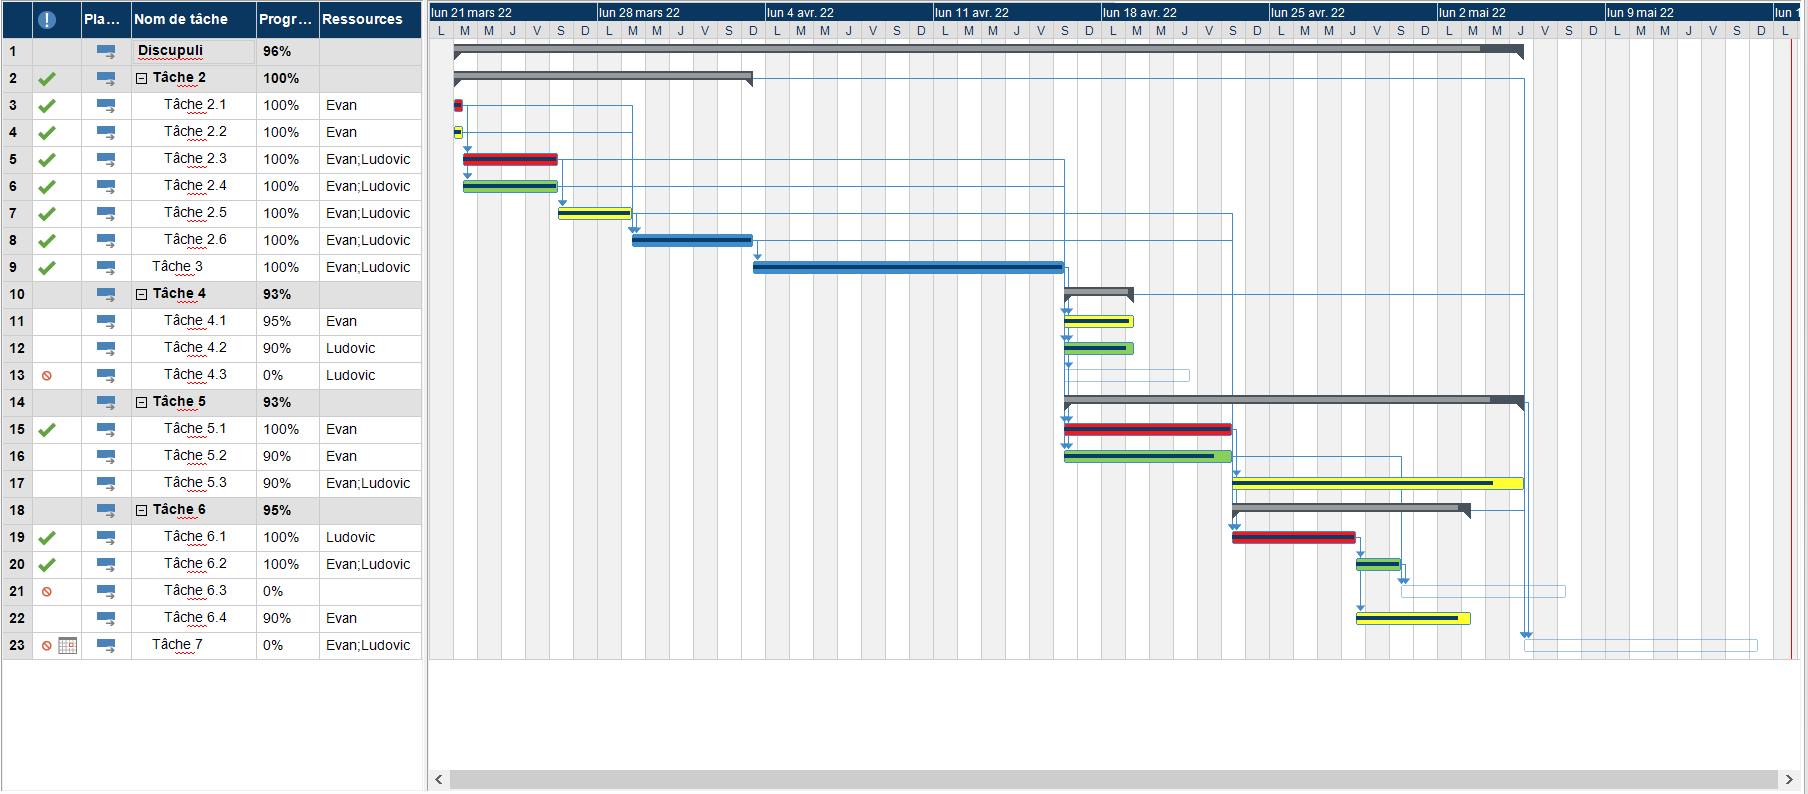 Pla... Nom de tâche Progr... Ressources
lun 21 mars 22 lun 28 mars 22 lun 4 avr. 22 lun 11 avr. 22 lun 18 avr. 22 lun 25 avr. 22 lun 2 mai 22 lun 9 mai 22 lun
L M M J V S D L M M J V S D L M M J V S D L M M J V S D L M M J V S D L M M J V S D L M M J V S D L M M J V S D L
1 Discupuli 96%
2 Tâche 2 100%
3 Tâche 2.1 100% Evan
4 Tâche 2.2 100% Evan
5 Tâche 2.3 100% Evan;Ludovic
6 Tâche 2.4 100% Evan;Ludovic
7 Tâche 2.5 100% Evan;Ludovic
8 Tâche 2.6 100% Evan;Ludovic
9 Tâche 3 100% Evan;Ludovic
10 Tâche 4 93%
11 Tâche 4.1 95% Evan
12 Tâche 4.2 90% Ludovic
13 Tâche 4.3 0% Ludovic
14 Tâche 5 93%
15 Tâche 5.1 100% Evan
16 Tâche 5.2 90% Evan
17 Tâche 5.3 90% Evan;Ludovic
18 Tâche 6 95%
19 Tâche 6.1 100% Ludovic
20 Tâche 6.2 100% Evan;Ludovic
21 Tâche 6.3 0%
22 Tâche 6.4 90% Evan
23 Tâche 7 0% Evan;Ludovic